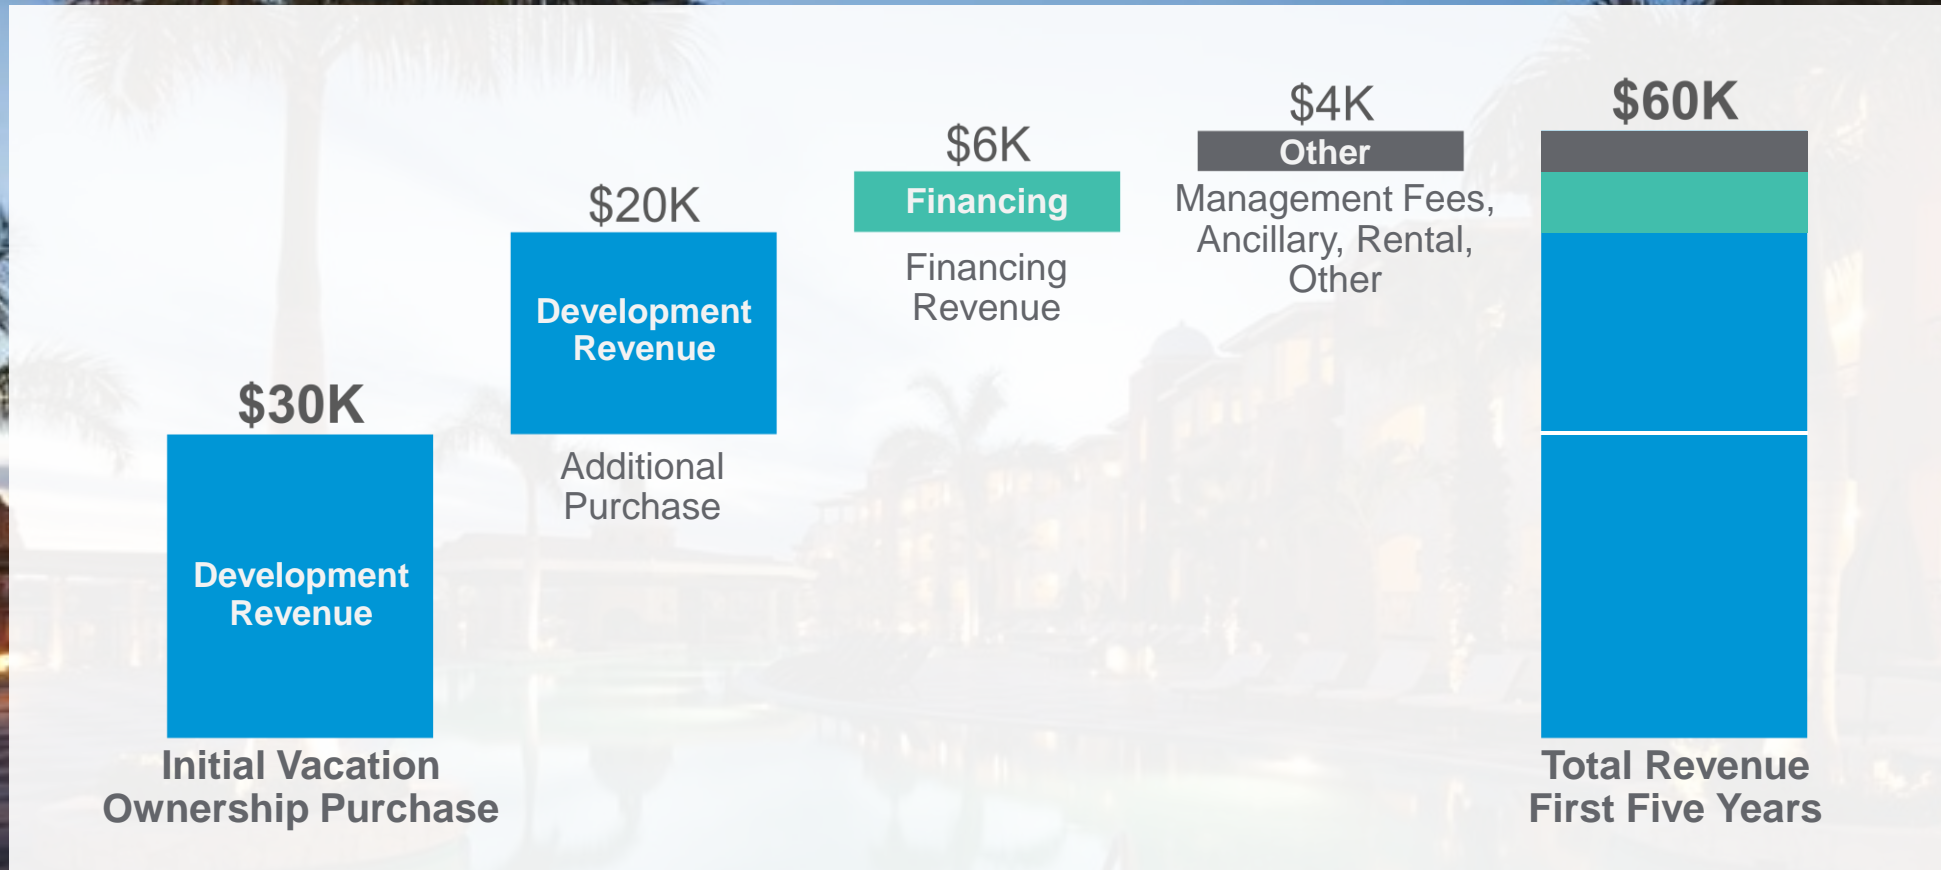 $30K
Development
Revenue
Initial Vacation
Ownership Purchase
$20K
Development
Revenue
Additional
Purchase
$6K
Financing
Financing
Revenue
$4K
Other
Management Fees,
Ancillary, Rental,
Other
$60K
Total Revenue
First Five Years